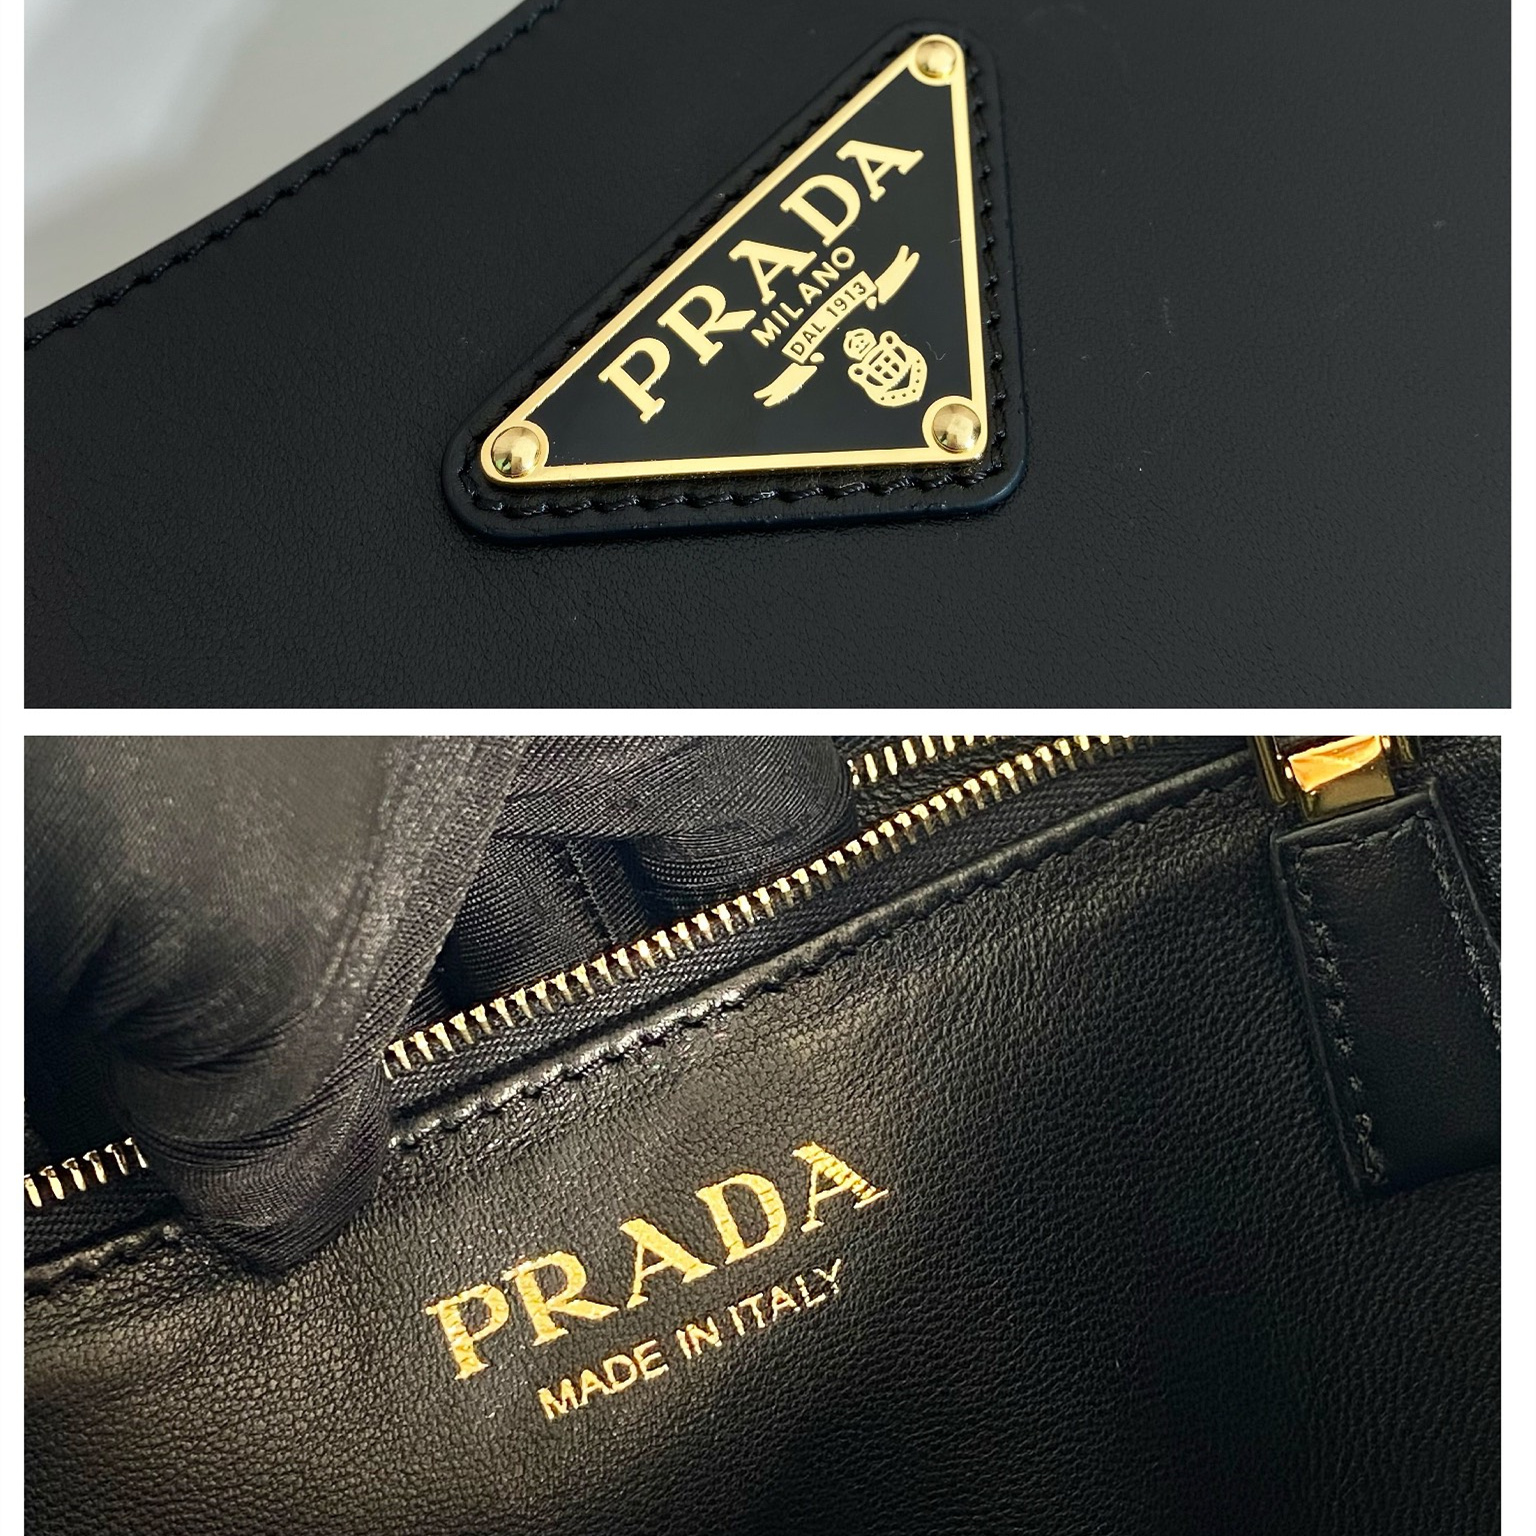 PRADA
MILANO
DAL 1913
PRADA
MADE IN ITALY